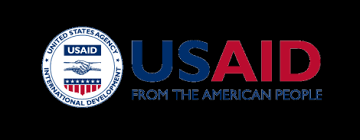 UNITED STATES AGENCY
USAID
INTERNATIONAL DEVELOPMENT
USAID
FROM THE AMERICAN PEOPLE